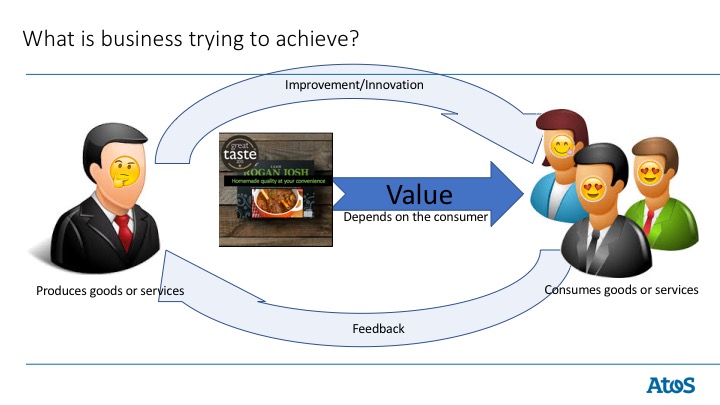 What is business trying to achieve?
Improvement/Innovation
great
taste
ROGAN JOSH
Homemade quality at your convenience
Value
Depends on the consumer
Produces goods or services
Consumes goods or services
Feedback
Atos